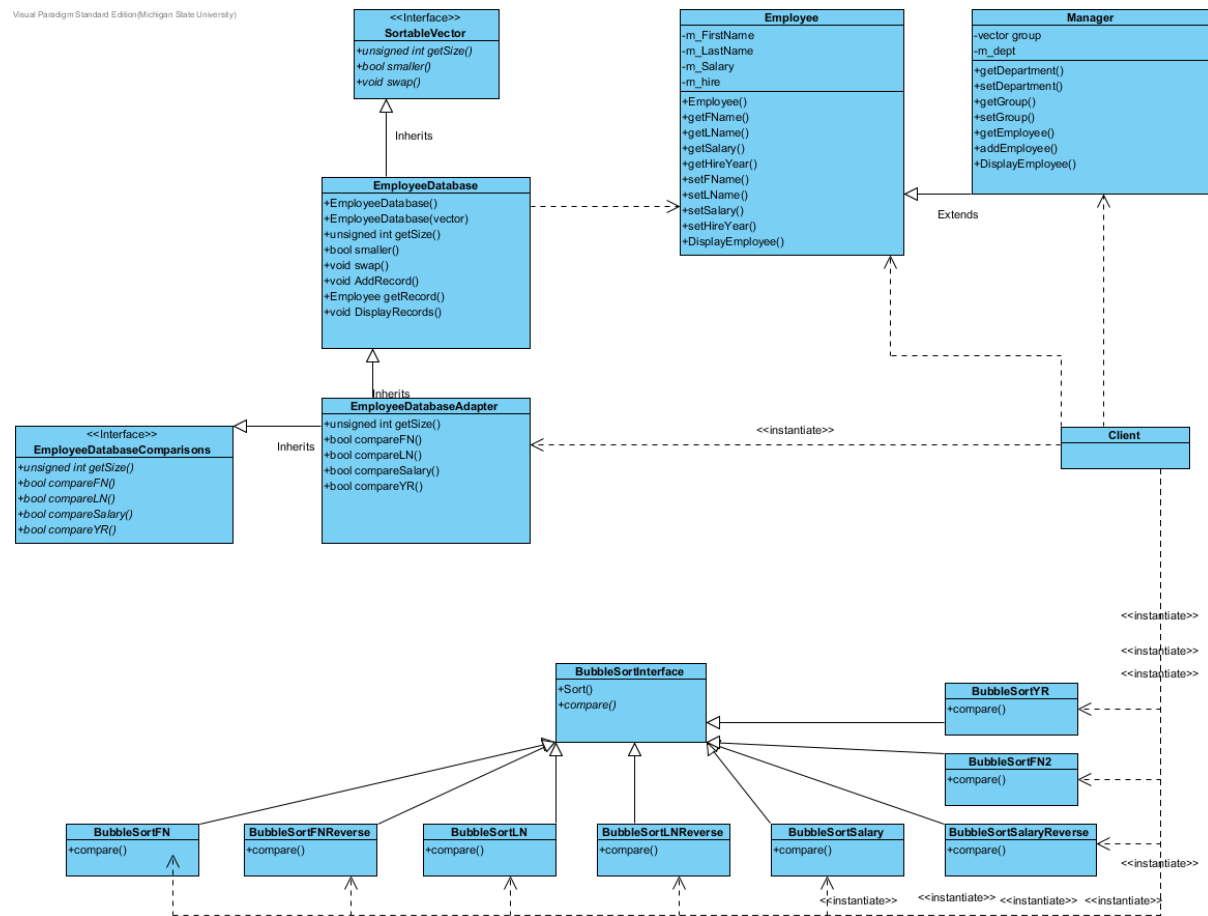 Visual Paradigm Standard Edition(Michigan State University)
<<Interface>>
SortableVector
+unsigned int getSize()
+bool smaller()
+void swap()
Employee
-m_FirstName
-m_LastName
-m_Salary
-m_hire
+Employee()
+getFName()
+getLName()
+getSalary()
+getHireYear()
+setFName()
+setLName()
+setSalary()
+setHireYear()
+DisplayEmployee()
Manager
-vector group
-m_dept
+getDepartment()
+setDepartment()
+getGroup()
+setGroup()
+getEmployee()
+addEmployee()
+DisplayEmployee()
Inherits
Extends
EmployeeDatabase
+EmployeeDatabase()
+EmployeeDatabase(vector)
+unsigned int getSize()
+bool smaller()
+void swap()
+void AddRecord()
+Employee getRecord()
+void DisplayRecords()
Inherits
EmployeeDatabaseAdapter
+unsigned int getSize()
+bool compareFN()
+bool compareLN()
+bool compareSalary()
+bool compareYR()
Inherits
<<Interface>>
EmployeeDatabaseComparisons
+unsigned int getSize()
+bool compareFN()
+bool compareLN()
+bool compareSalary()
+bool compareYR()
<<instantiate>>
Client
<<instantiate>>
<<instantiate>>
<<instantiate>>
BubbleSortInterface
+Sort()
+compare()
BubbleSortYR
+compare()
BubbleSortFN2
+compare()
BubbleSortFN
+compare()
BubbleSortFNReverse
+compare()
BubbleSortLN
+compare()
BubbleSortLNReverse
+compare()
BubbleSortSalary
+compare()
BubbleSortSalaryReverse
+compare()
<<instantiate>>
<<instantiate>>
<<instantiate>>
<<instantiate>>
<<instantiate>>